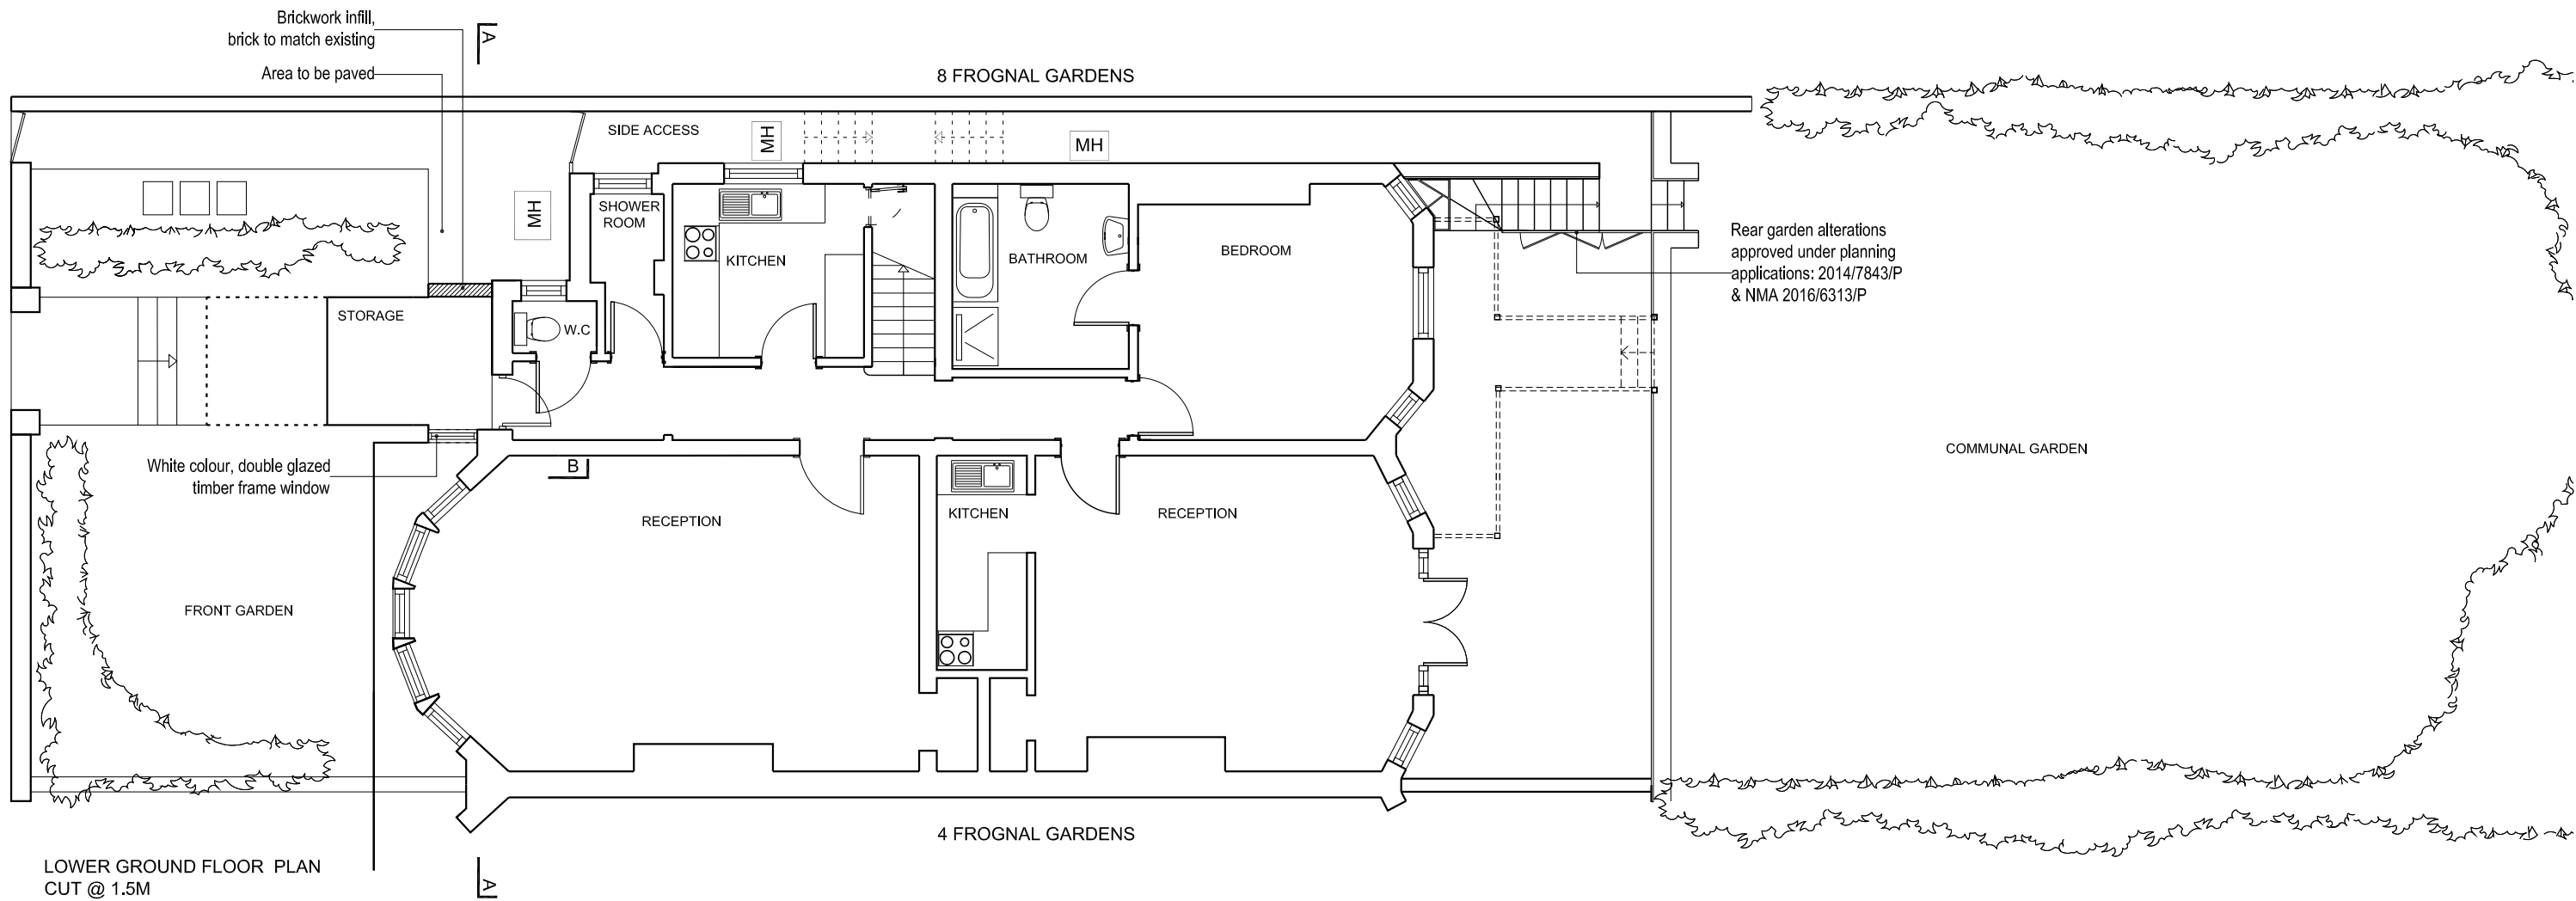 Brickwork infill,
brick to match existing
Area to be paved
A
8 FROGNAL GARDENS
SIDE ACCESS
MH
MH
MH
SHOWER
ROOM
KITCHEN
BATHROOM
BEDROOM
Rear garden alterations
approved under planning
applications: 2014/7843/P
& NMA 2016/6313/P
STORAGE
W.C
COMMUNAL GARDEN
White colour, double glazed
timber frame window
B
RECEPTION
KITCHEN
RECEPTION
FRONT GARDEN
4 FROGNAL GARDENS
LOWER GROUND FLOOR PLAN
CUT @ 1.5M
A